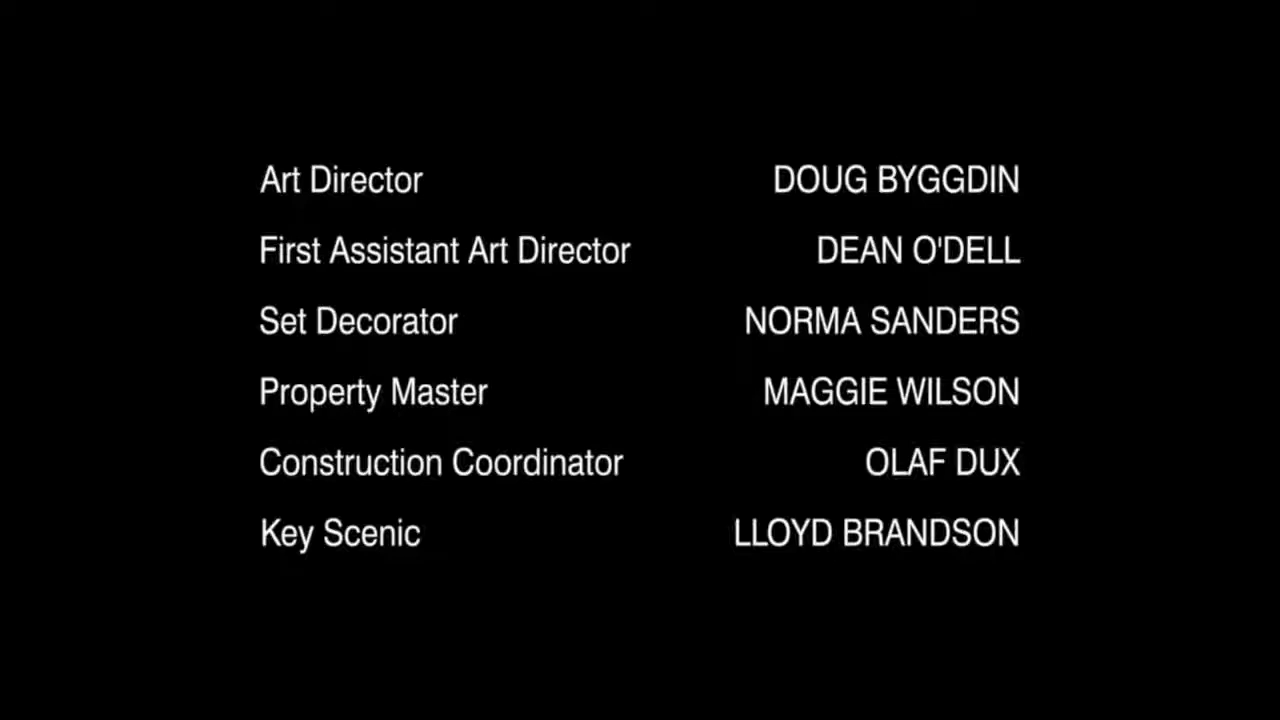 Art Director DOUG BYGGDIN
First Assistant Art Director DEAN O'DELL
Set Decorator NORMA SANDERS
Property Master MAGGIE WILSON
Construction Coordinator OLAF DUX
Key Scenic LLOYD BRANDSON